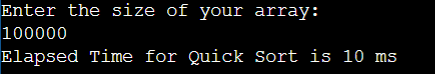 Enter the size of your array:
100000
Elapsed Time for Quick Sort is 10 ms